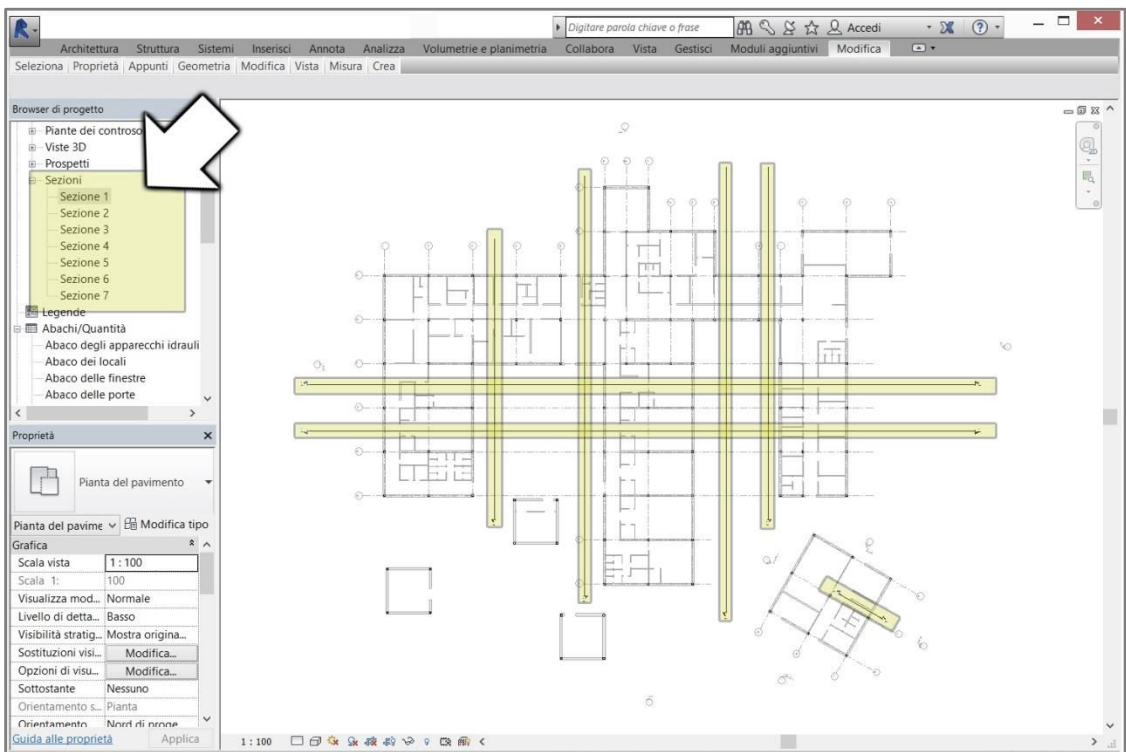 Digitare parola chiave o frase
Accedi
Architettura Struttura Sistemi Inserisci Annota Analizza Volumetrie e planimetria Collabora Vista Gestisci Moduli aggiuntivi Modifica
Seleziona Proprietà Appunti Geometria Modifica Vista Misura Crea
Browser di progetto
Piante dei controso
Viste 3D
Prospetti
Sezioni
Sezione 1
Sezione 2
Sezione 3
Sezione 4
Sezione 5
Sezione 6
Sezione 7
Legende
Abachi/Quantità
Abaco degli apparecchi idrauli
Abaco dei locali
Abaco delle finestre
Abaco delle porte
Proprietà
Pianta del pavimento
Pianta del pavime Modifica tipo
Grafica
Scala vista 1 : 100
Scala 1: 100
Visualizza mod... Normale
Livello di detta... Basso
Visibilità stratig... Mostra origina...
Sostituzioni visi... Modifica...
Opzioni di visu... Modifica...
Sottostante Nessuno
Orientamento s... Pianta
Orientamento Nord di proge
Guida alle proprietà Applica
1 : 100